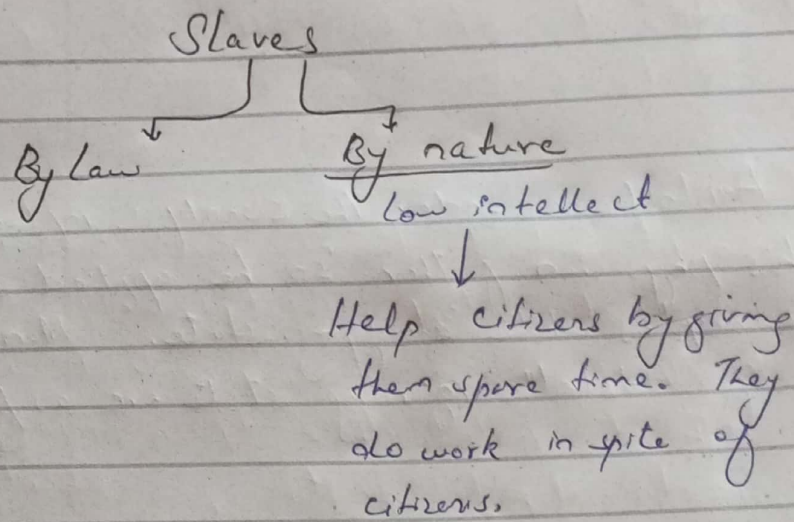 Slaves
By Law
By nature
Low intellect
Help citizens by giving
them spare time. They
do work in spite of
citizens.